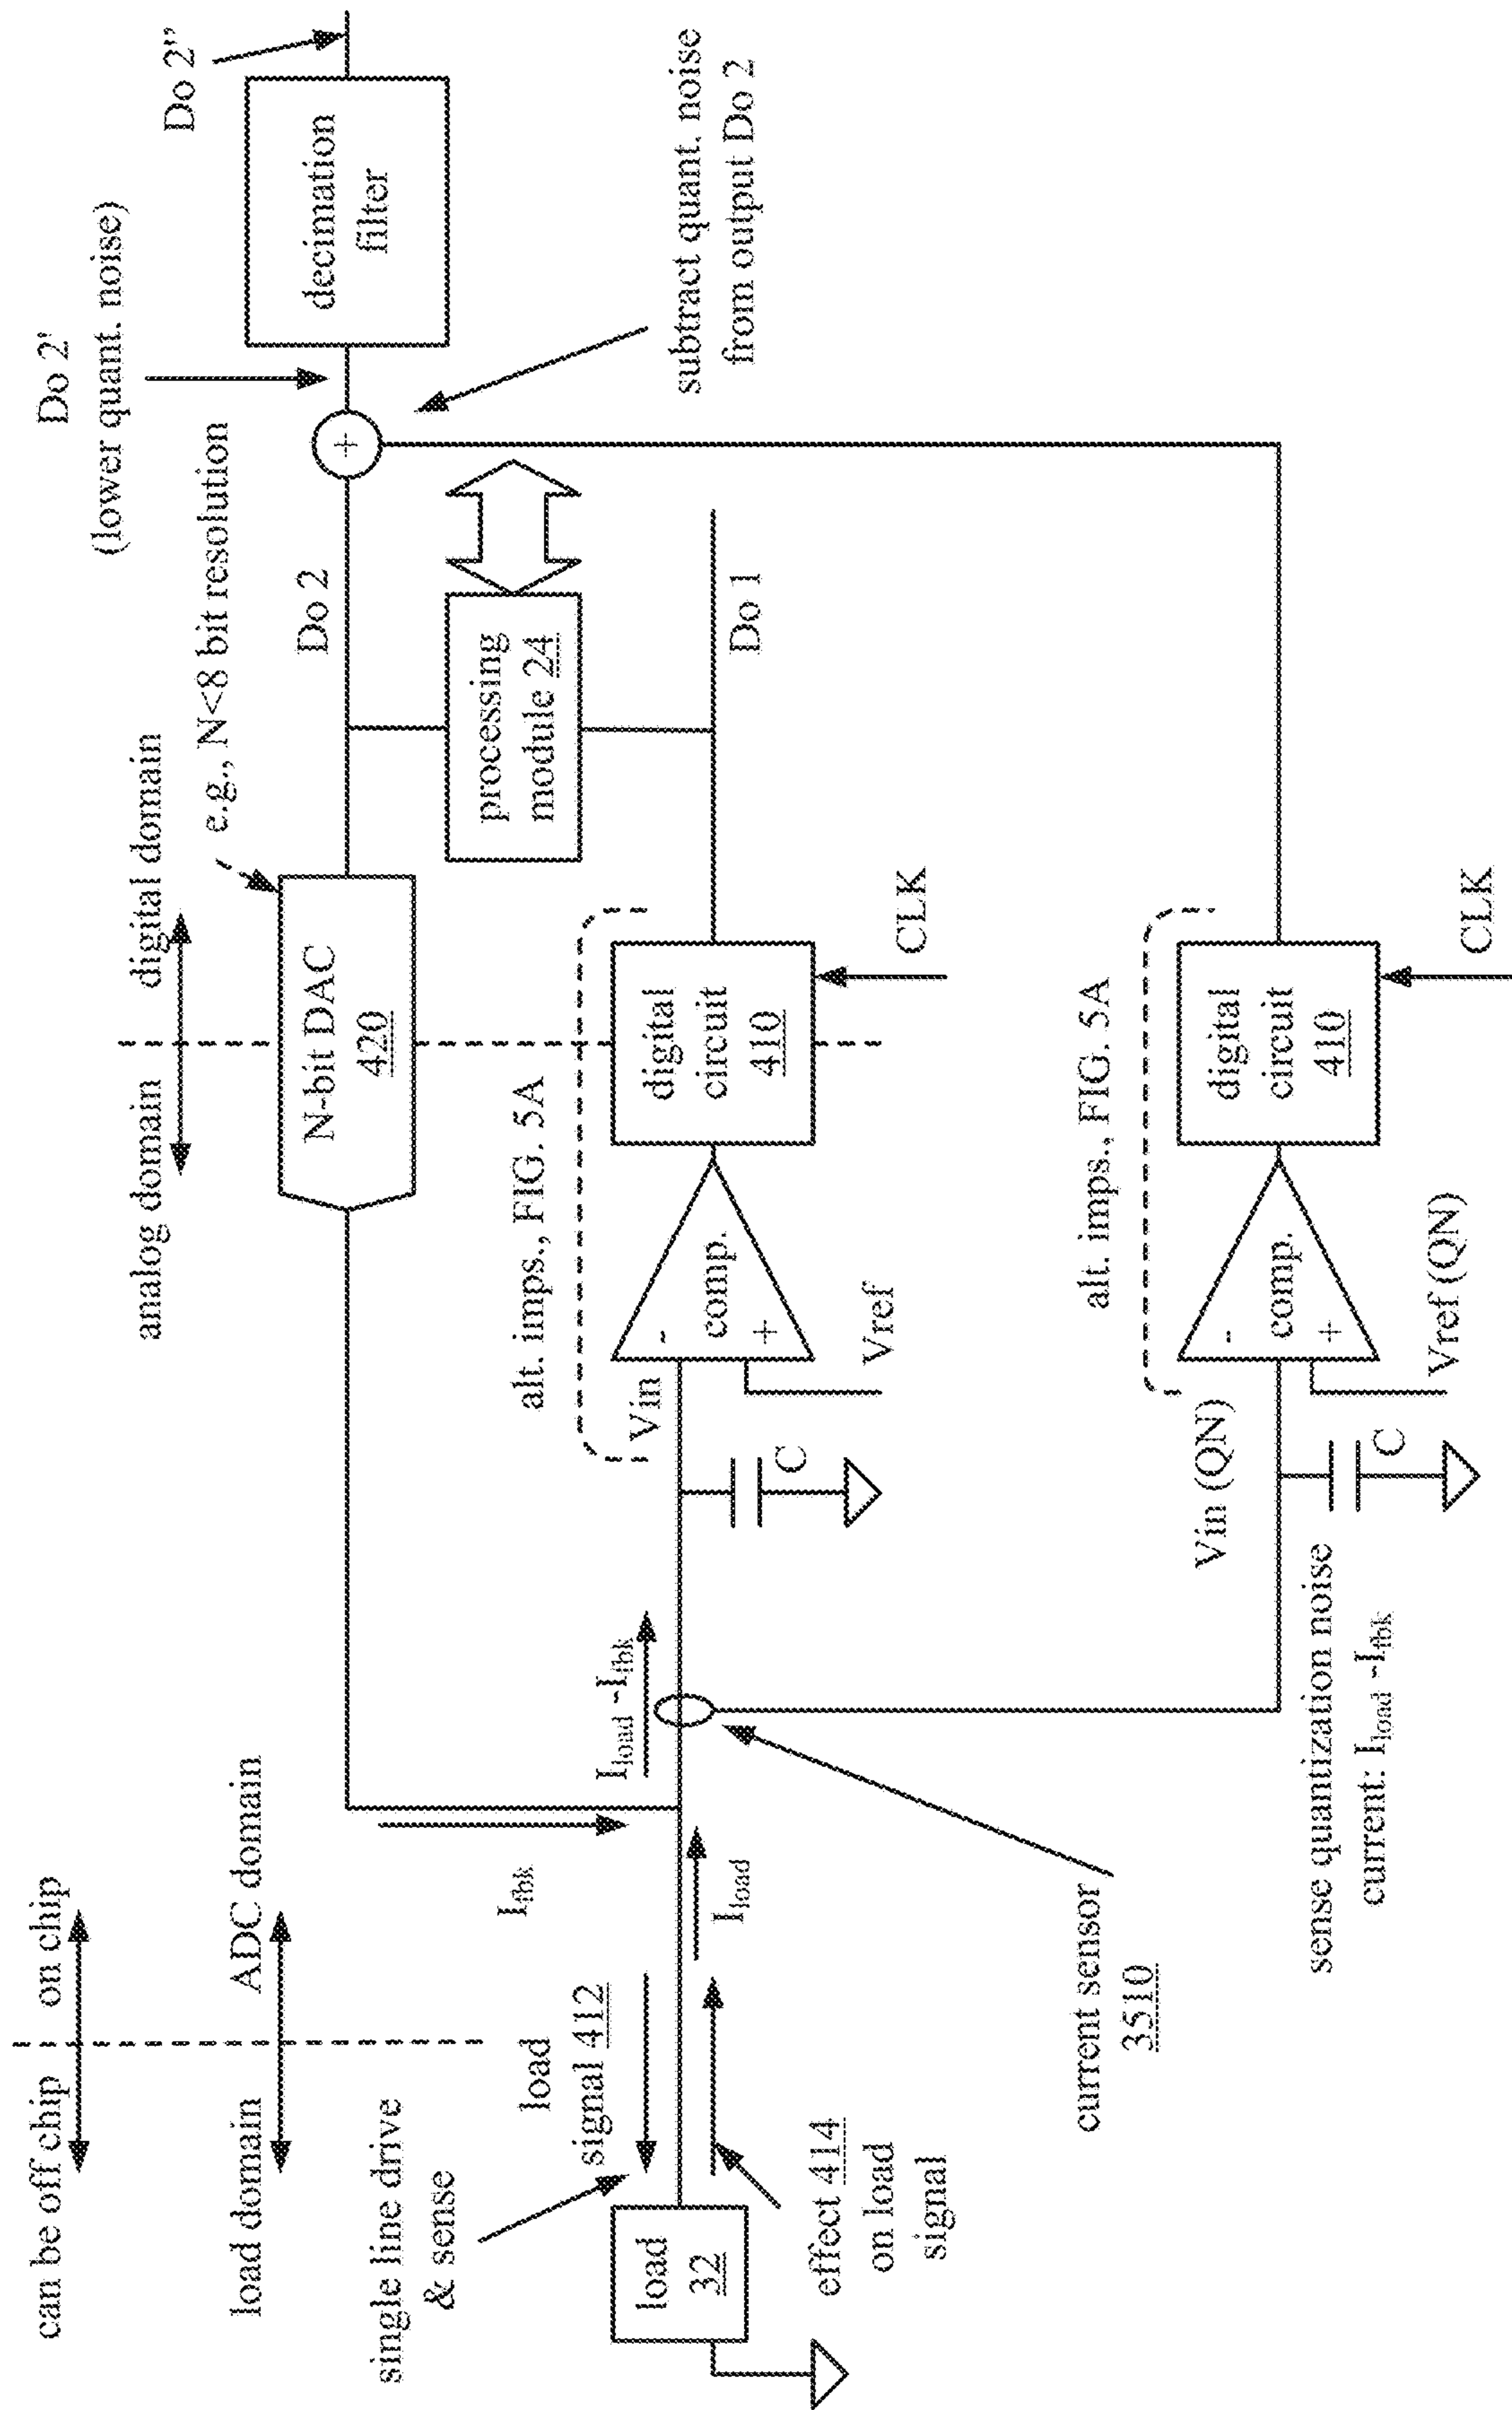 can be off chip
on chip
load domain
ADC domain
analog domain
digital domain
single line drive
& sense
load
signal 412
load
32
effect 414
on load
signal
Ifbk
Iload
Iload -Ifbk
current sensor
3510
sense quantization noise
current: Iload -Ifbk
N-bit DAC
420
e.g., N<8 bit resolution
alt. imps., FIG. 5A
Vin
C
-
comp.
+
Vref
digital
circuit
410
CLK
alt. imps., FIG. 5A
Vin (QN)
C
-
comp.
+
Vref (QN)
digital
circuit
410
CLK
processing
module 24
Do 1
Do 2
+
Do 2'
(lower quant. noise)
subtract quant. noise
from output Do 2
decimation
filter
Do 2"